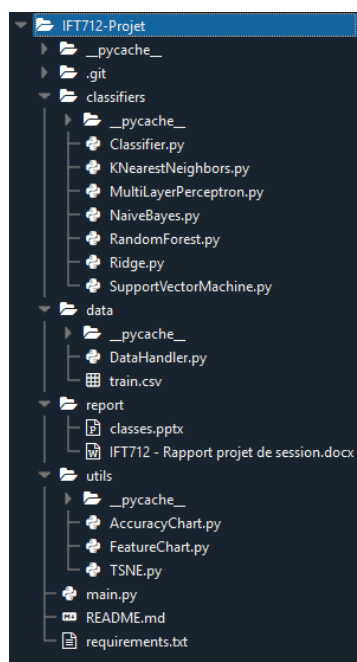 IFT712-Projet
__pycache__
.git
classifiers
__pycache__
Classifier.py
KNearestNeighbors.py
MultiLayerPerceptron.py
NaiveBayes.py
RandomForest.py
Ridge.py
SupportVectorMachine.py
data
__pycache__
DataHandler.py
train.csv
report
classes.pptx
IFT712 - Rapport projet de session.docx
utils
__pycache__
AccuracyChart.py
FeatureChart.py
TSNE.py
main.py
README.md
requirements.txt